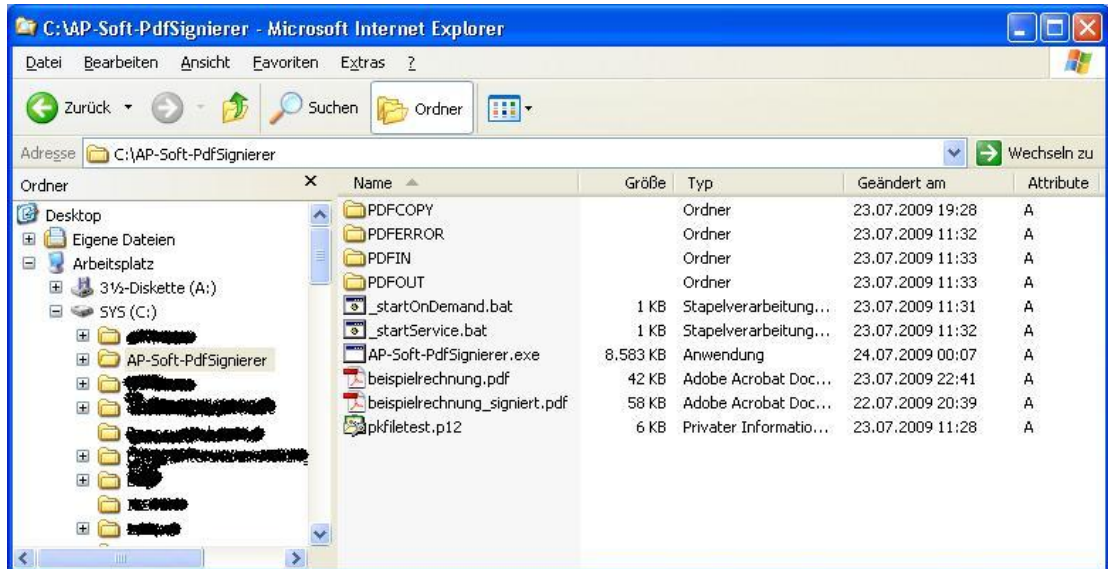 C:\AP-Soft-PdfSignierer - Microsoft Internet Explorer
Datei Bearbeiten Ansicht Favoriten Extras ?
Zurück Suchen Ordner
Adresse C:\AP-Soft-PdfSignierer Wechseln zu
Ordner x Name Größe Typ Geändert am Attribute
Desktop
Eigene Dateien
Arbeitsplatz
3½-Diskette (A:)
SYS (C:)
AP-Soft-PdfSignierer
PDFCOPY Ordner 23.07.2009 19:28 A
PDFERROR Ordner 23.07.2009 11:32 A
PDFIN Ordner 23.07.2009 11:33 A
PDFOUT Ordner 23.07.2009 11:33 A
_startOnDemand.bat 1 KB Stapelverarbeitung... 23.07.2009 11:31 A
_startService.bat 1 KB Stapelverarbeitung... 23.07.2009 11:32 A
AP-Soft-PdfSignierer.exe 8.583 KB Anwendung 24.07.2009 00:07 A
beispielrechnung.pdf 42 KB Adobe Acrobat Doc... 23.07.2009 22:41 A
beispielrechnung_signiert.pdf 58 KB Adobe Acrobat Doc... 22.07.2009 20:39 A
pkfiletest.p12 6 KB Privater Informatio... 23.07.2009 11:28 A